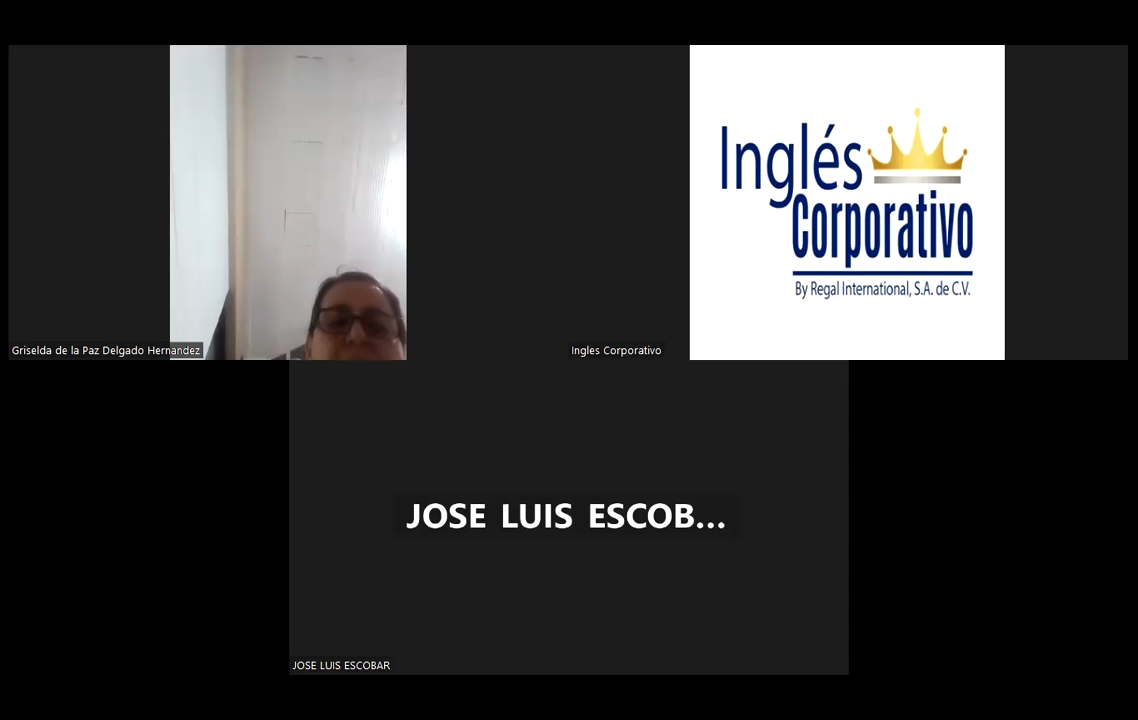 Inglés
Corporativo
By Regal International, S.A. de C.V.
Griselda de la Paz Delgado Hernandez
Ingles Corporativo
JOSE LUIS ESCOB...
JOSE LUIS ESCOBAR